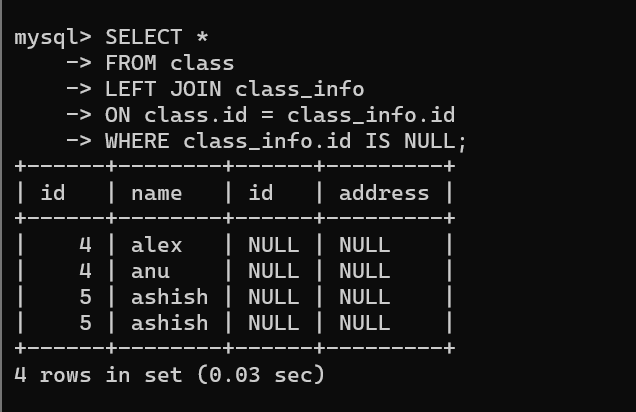 mysql> SELECT *
    -> FROM class
    -> LEFT JOIN class_info
    -> ON class.id = class_info.id
    -> WHERE class_info.id IS NULL;
+------+--------+------+---------+
| id   | name   | id   | address |
+------+--------+------+---------+
|    4 | alex   | NULL | NULL    |
|    4 | anu    | NULL | NULL    |
|    5 | ashish | NULL | NULL    |
|    5 | ashish | NULL | NULL    |
+------+--------+------+---------+
4 rows in set (0.03 sec)